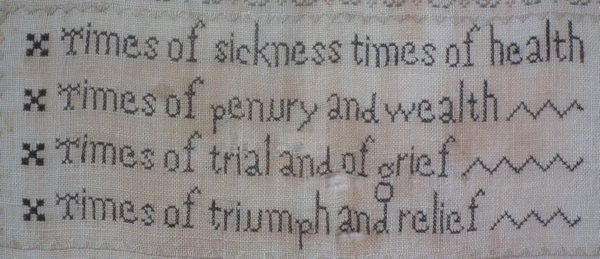 Times of sickness times of health
Times of penury and wealth
Times of trial and of grief
Times of triumph and relief